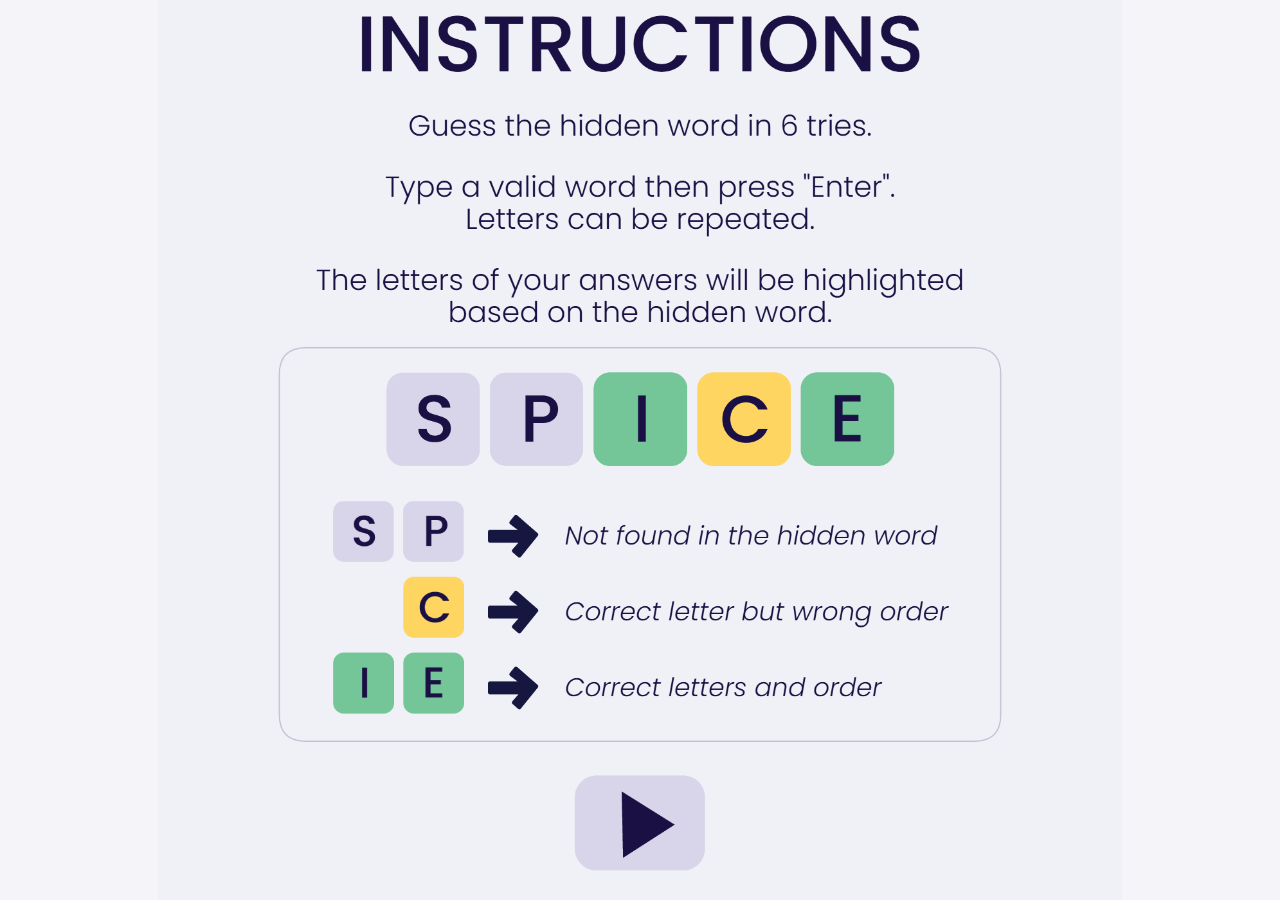 INSTRUCTIONS
Guess the hidden word in 6 tries.
Type a valid word then press "Enter".
Letters can be repeated.
The letters of your answers will be highlighted
based on the hidden word.
S P I C E
S P Not found in the hidden word
C Correct letter but wrong order
I E Correct letters and order